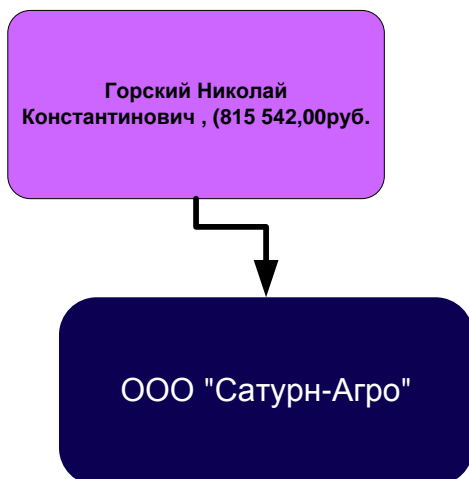 Горский Николай
Константинович , (815 542,00руб.
ООО "Сатурн-Агро"